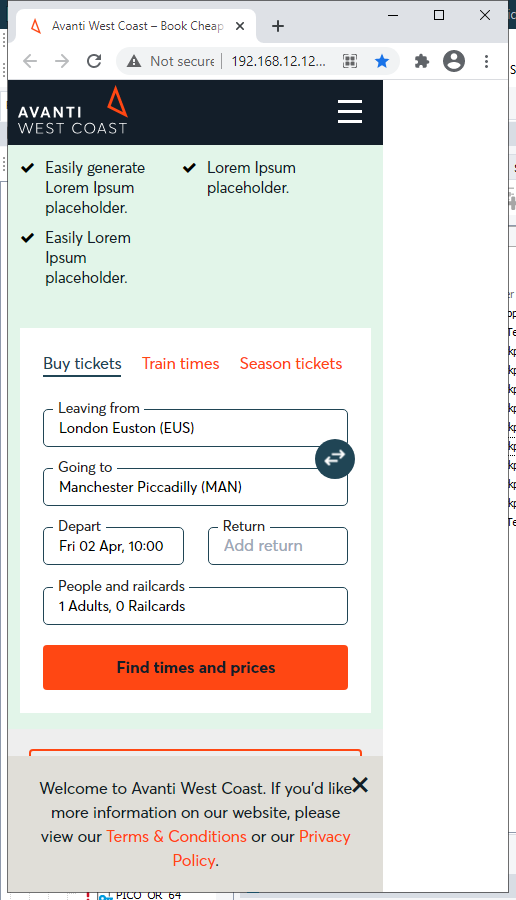 Avanti West Coast – Book Cheap
Not secure
192.168.12.12...
AVANTI
WEST COAST
Easily generate
Lorem Ipsum
placeholder.
Lorem Ipsum
placeholder.
Easily Lorem
Ipsum
placeholder.
Buy tickets Train times Season tickets
Leaving from
London Euston (EUS)
Going to
Manchester Piccadilly (MAN)
Depart
Fri 02 Apr, 10:00
Return
Add return
People and railcards
1 Adults, 0 Railcards
Find times and prices
Welcome to Avanti West Coast. If you'd like
more information on our website, please
view our Terms & Conditions or our Privacy
Policy.
PICO_OR_64